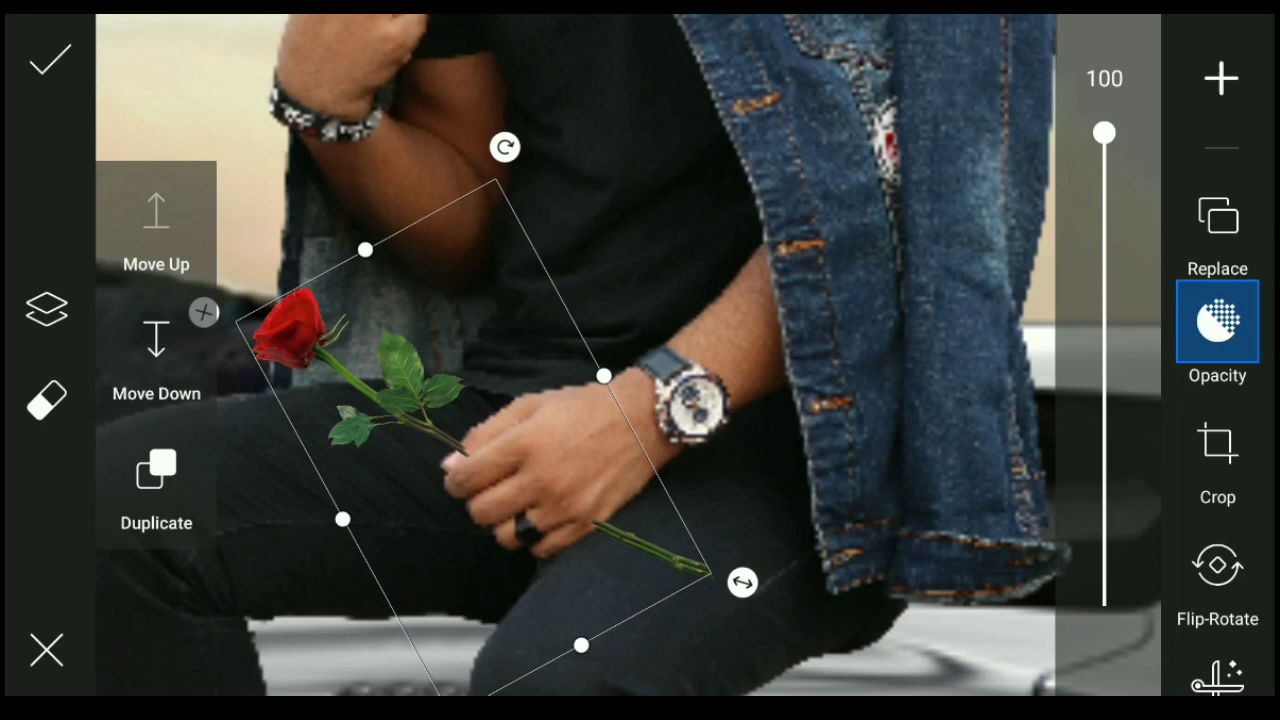 100
Move Up
Replace
Opacity
Move Down
Crop
Duplicate
Flip-Rotate